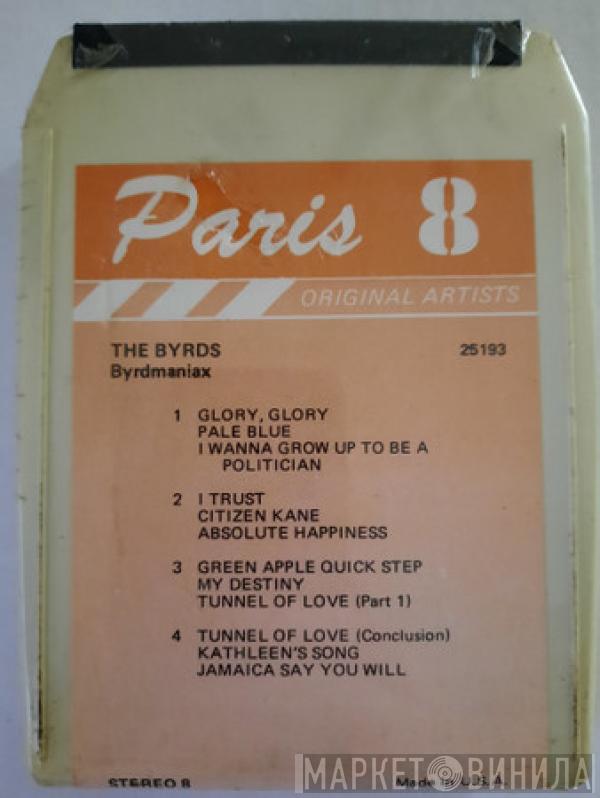 Paris 8
ORIGINAL ARTISTS
THE BYRDS 25193
Byrdmaniax
1 GLORY, GLORY
PALE BLUE
I WANNA GROW UP TO BE A
POLITICIAN
2 I TRUST
CITIZEN KANE
ABSOLUTE HAPPINESS
3 GREEN APPLE QUICK STEP
MY DESTINY
TUNNEL OF LOVE (Part 1)
4 TUNNEL OF LOVE (Conclusion)
KATHLEEN'S SONG
JAMAICA SAY YOU WILL
STEREO 8 Made in U.S.A.
МАРКЕТ ВИНИЛА